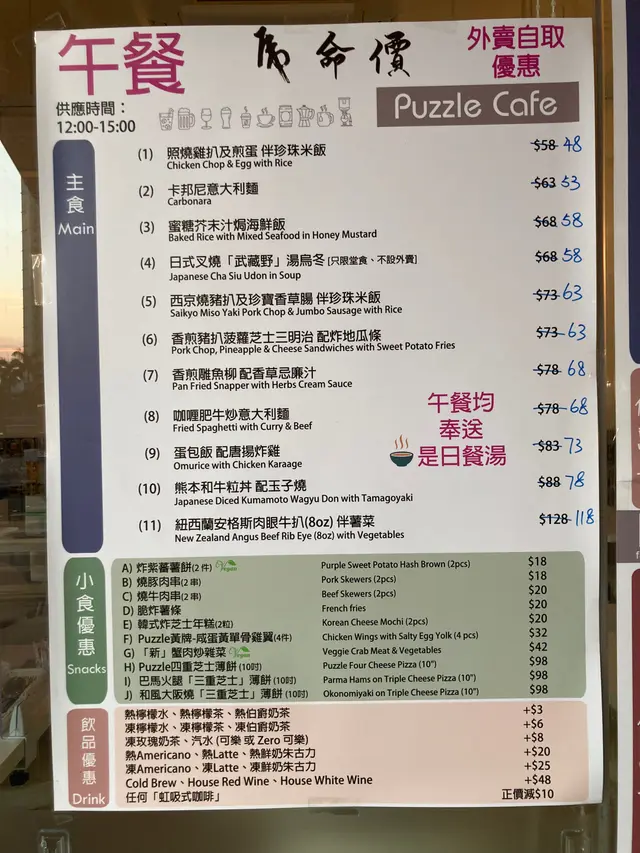 午餐
席命價
外賣自取
優惠
供應時間：
12:00-15:00
Puzzle Cafe
主食
Main
(1) 照燒雞扒及煎蛋 伴珍珠米飯 $58 48
Chicken Chop & Egg with Rice
(2) 卡邦尼意大利麵 $63 53
Carbonara
(3) 蜜糖芥末汁焗海鮮飯 $68 58
Baked Rice with Mixed Seafood in Honey Mustard
(4) 日式叉燒「武藏野」湯烏冬 [只限堂食、不設外賣] $68 58
Japanese Cha Siu Udon in Soup
(5) 西京燒豬扒及珍寶香草腸 伴珍珠米飯 $73 63
Saikyo Miso Yaki Pork Chop & Jumbo Sausage with Rice
(6) 香煎豬扒菠蘿芝士三明治 配炸地瓜條 $73 63
Pork Chop, Pineapple & Cheese Sandwiches with Sweet Potato Fries
(7) 香煎鵰魚柳 配香草忌廉汁 $78 68
Pan Fried Snapper with Herbs Cream Sauce
(8) 咖喱肥牛炒意大利麵 $78 68
Fried Spaghetti with Curry & Beef
(9) 蛋包飯 配唐揚炸雞 $83 73
Omurice with Chicken Karaage
(10) 熊本和牛粒丼 配玉子燒 $88 78
Japanese Diced Kumamoto Wagyu Don with Tamagoyaki
(11) 紐西蘭安格斯肉眼牛扒(8oz) 伴薯菜 $128 118
New Zealand Angus Beef Rib Eye (8oz) with Vegetables
午餐均
奉送
是日餐湯
小食優惠
Snacks
A) 炸紫蕃薯餅(2 件) Vegan Purple Sweet Potato Hash Brown (2pcs) $18
B) 燒豚肉串(2 串) Pork Skewers (2pcs) $18
C) 燒牛肉串(2 串) Beef Skewers (2pcs) $20
D) 脆炸薯條 French fries $20
E) 韓式炸芝士年糕(2粒) Korean Cheese Mochi (2pcs) $20
F) Puzzle黃牌-咸蛋黃單骨雞翼(4件) Chicken Wings with Salty Egg Yolk (4 pcs) $32
G) 「新」蟹肉炒雜菜 Vegan Veggie Crab Meat & Vegetables $42
H) Puzzle四重芝士薄餅 (10吋) Puzzle Four Cheese Pizza (10") $98
I) 巴馬火腿「三重芝士」薄餅 (10吋) Parma Hams on Triple Cheese Pizza (10") $98
J) 和風大阪燒「三重芝士」薄餅 (10吋) Okonomiyaki on Triple Cheese Pizza (10") $98
飲品優惠
Drink
熱檸檬水、熱檸檬茶、熱伯爵奶茶 +$3
凍檸檬水、凍檸檬茶、凍伯爵奶茶 +$6
凍玫瑰奶茶、汽水 (可樂 或 Zero 可樂) +$8
熱Americano、熱Latte、熱鮮奶朱古力 +$20
凍Americano、凍Latte、凍鮮奶朱古力 +$25
Cold Brew、House Red Wine、House White Wine +$48
任何「虹吸式咖啡」 正價減$10